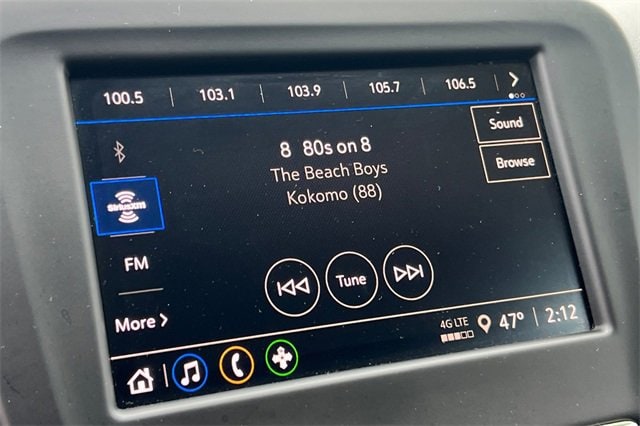 100.5 103.1 103.9 105.7 106.5
Sound
8 80s on 8
The Beach Boys
Browse
Kokomo (88)
SiriusXM
FM
Tune
More
4G LTE
47° 2:12